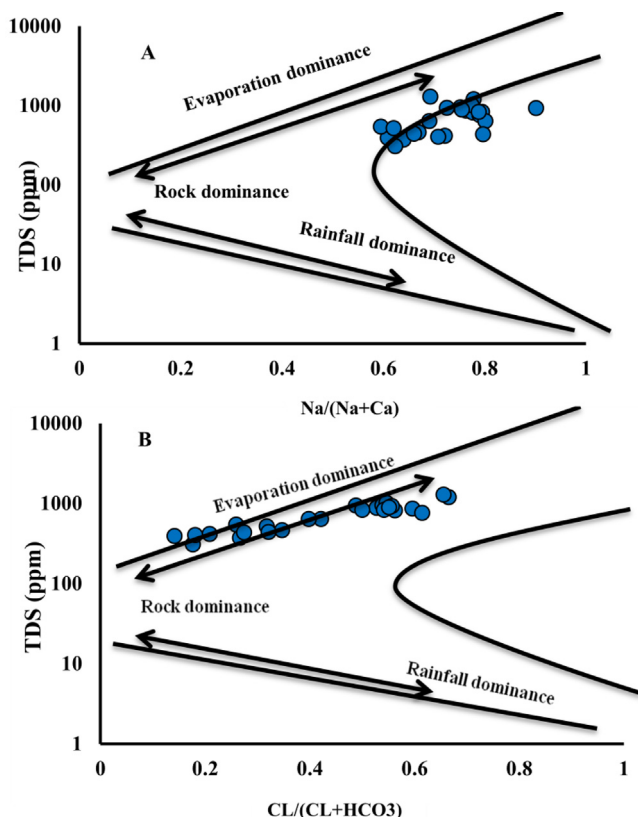 10000
A
Evaporation dominance
1000
TDS (ppm)
100
Rock dominance
Rainfall dominance
10
1
0
0.2
0.4
0.6
0.8
1
Na/(Na+Ca)
10000
B
Evaporation dominance
1000
TDS (ppm)
100
Rock dominance
10
Rainfall dominance
1
0
0.2
0.4
0.6
0.8
1
CL/(CL+HCO3)